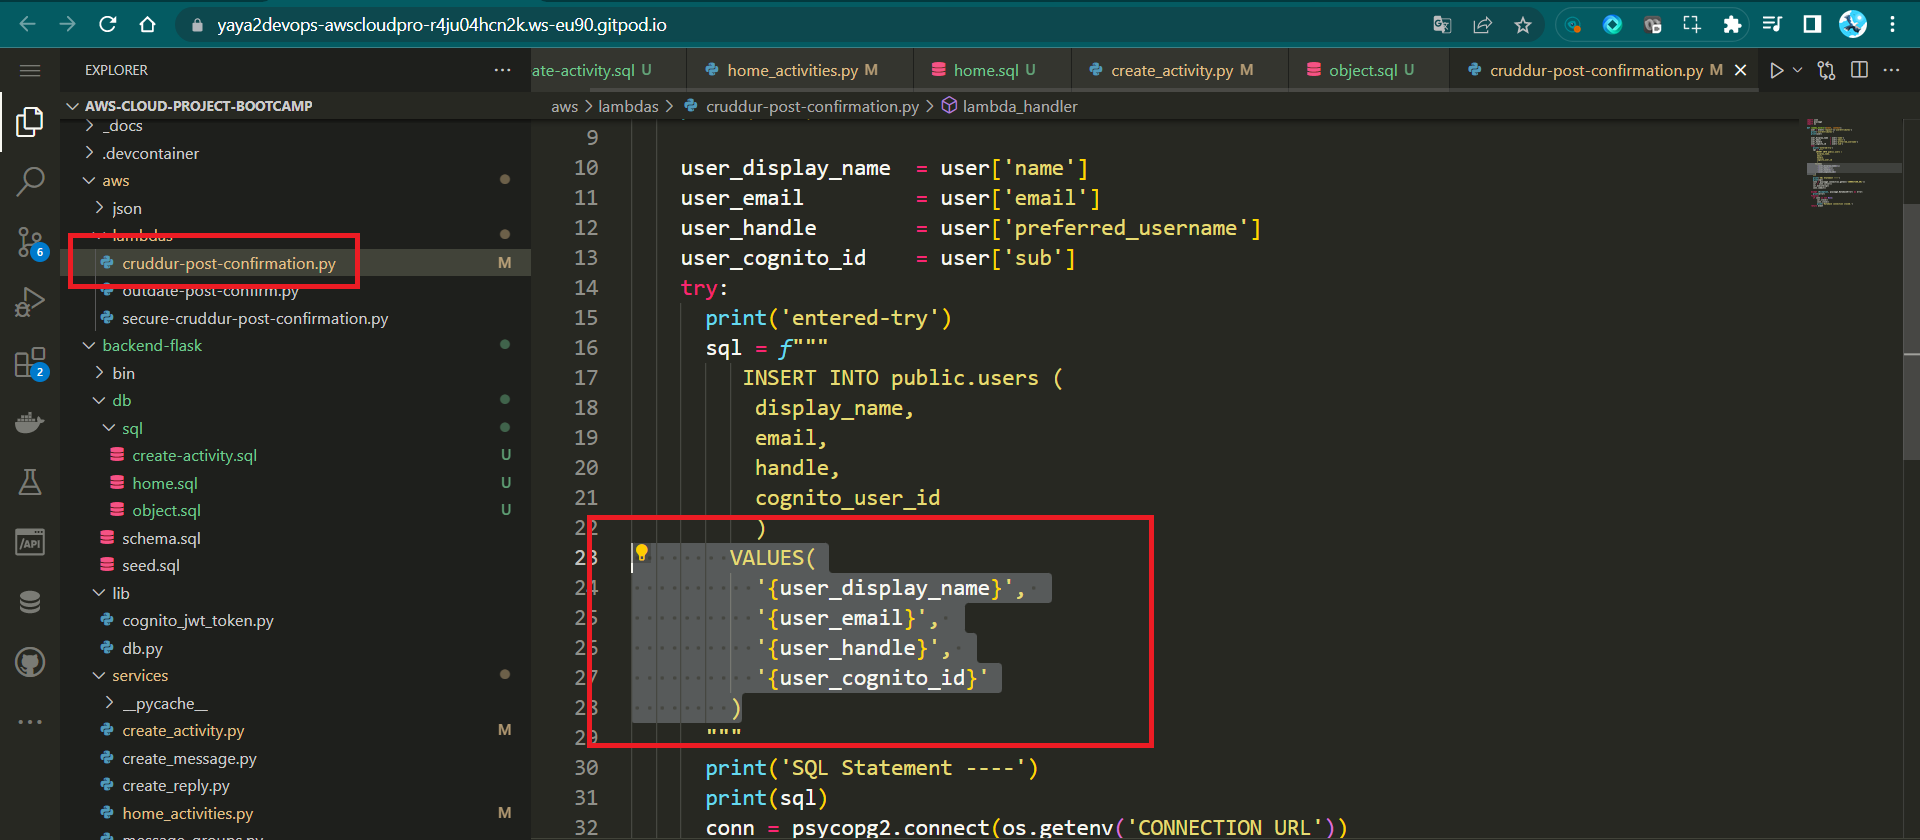 yaya2devops-awscloudpro-r4ju04hcn2k.ws-eu90.gitpod.io
EXPLORER
ate-activity.sql U
home_activities.py M
home.sql U
create_activity.py M
object.sql U
cruddur-post-confirmation.py M
AWS-CLOUD-PROJECT-BOOTCAMP
aws > lambdas > cruddur-post-confirmation.py > lambda_handler
_docs
.devcontainer
aws
json
lambdas
cruddur-post-confirmation.py M
outdate-post-confirm.py
secure-cruddur-post-confirmation.py
backend-flask
bin
db
sql
create-activity.sql U
home.sql U
object.sql U
schema.sql
seed.sql
lib
cognito_jwt_token.py
db.py
services
__pycache__
create_activity.py M
create_message.py
create_reply.py
home_activities.py M
message_groups.py
6
2
/API
9
10 user_display_name = user['name']
11 user_email = user['email']
12 user_handle = user['preferred_username']
13 user_cognito_id = user['sub']
14 try:
15 print('entered-try')
16 sql = f"""
17 INSERT INTO public.users (
18 display_name,
19 email,
20 handle,
21 cognito_user_id
22 )
23 VALUES(
24 '{user_display_name}',
25 '{user_email}',
26 '{user_handle}',
27 '{user_cognito_id}'
28 )
29 """
30 print('SQL Statement ----')
31 print(sql)
32 conn = psycopg2.connect(os.getenv('CONNECTION_URL'))